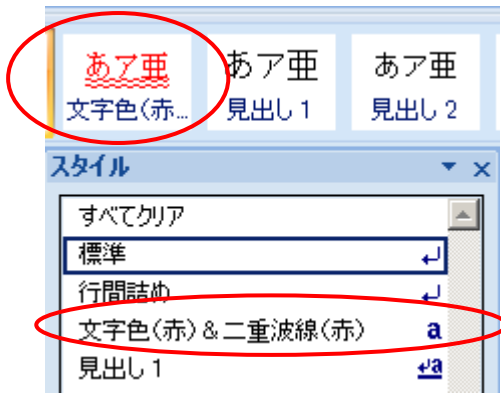 あア亜 あア亜 あア亜
文字色(赤... 見出し 1 見出し 2
スタイル
すべてクリア
標準
行間詰め
文字色(赤)&二重波線(赤) a
見出し 1 a